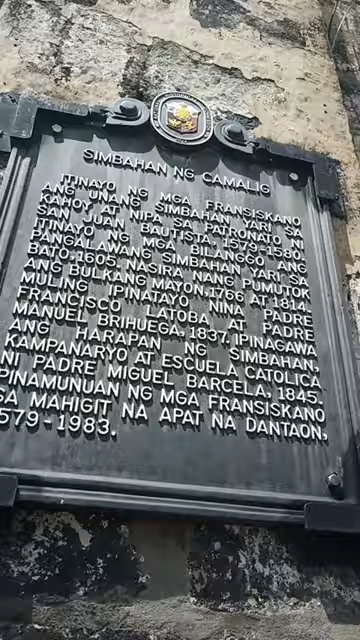 SIMBAHAN NG CAMALIG
ITINAYO NG MGA FRANSISKANO
ANG UNANG SIMBAHAN YARI SA
KAHOY AT NIPA SA PATRONATO NI
SAN JUAN BAUTISTA, 1579-1580.
ITINAYO NG MGA BILANGGO ANG
PANGALAWANG SIMBAHAN YARI SA
BATO, 1605. NASIRA NANG PUMUTOK
ANG BULKANG MAYON, 1766 AT 1814.
MULING IPINATAYO NINA PADRE
FRANCISCO LATOBA AT PADRE
MANUEL BRIHUEGA, 1837. IPINAGAWA
ANG HARAPAN NG SIMBAHAN,
KAMPANARYO AT ESCUELA CATOLICA
NI PADRE MIGUEL BARCELA, 1845.
PINAMUNUAN NG MGA FRANSISKANO
SA MAHIGIT NA APAT NA DANTAON,
1579-1983.